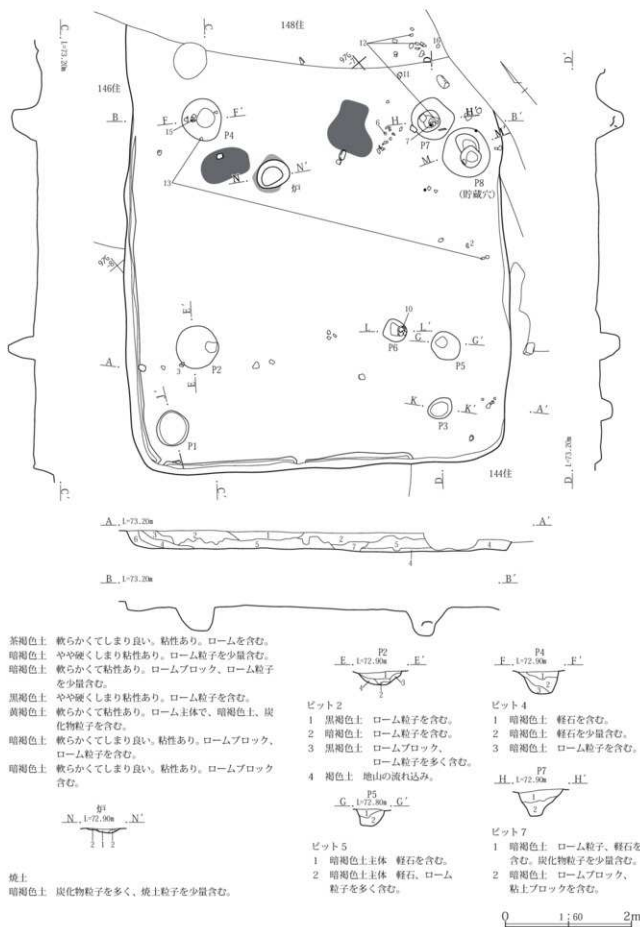 148住
146住
144住
C
C
C'
C'
L=73.20m
D
D'
D
D
L=73.20m
B
B'
A
A'
F
F'
15
P4
12
16
11
6
H
H'
7
P7
M
M'
P8
(貯蔵穴)
N
N'
炉
13
2
E'
E
3
P2
J'
P1
10
L
L'
P6
G
G'
P5
K
K'
P3
A L=73.20m A'
B L=73.20m B'
茶褐色土 軟らかくてしまり良い。粘性あり。ロームを含む。
暗褐色土 やや硬くしまり粘性あり。ローム粒子を少量含む。
暗褐色土 軟らかくて粘性あり。ロームブロック、ローム粒子
を少量含む。
黒褐色土 やや硬くしまり粘性あり。ローム粒子を含む。
黄褐色土 軟らかくて粘性あり。ローム主体で、暗褐色土、炭
化物粒子を含む。
暗褐色土 軟らかくてしまり良い。粘性あり。ロームブロック、
ローム粒子を含む。
暗褐色土 軟らかくてしまり良い。粘性あり。ロームブロック
含む。
炉
N L=72.90m N'
2 1 2
焼土
暗褐色土 炭化物粒子を多く、焼土粒子を少量含む。
P2
E L=72.90m E'
ピット2
1 黒褐色土 ローム粒子を含む。
2 暗褐色土 ローム粒子を含む。
3 黒褐色土 ロームブロック、
ローム粒子を多く含む。
4 褐色土 地山の流れ込み。
P5
G L=72.80m G'
1
2
ピット5
1 暗褐色土主体 軽石を含む。
2 暗褐色土主体 軽石、ローム
粒子を多く含む。
P4
F L=72.90m F'
ピット4
1 暗褐色土 軽石を含む。
2 暗褐色土 軽石を少量含む。
3 暗褐色土 ローム粒子を含む。
P7
H L=72.90m H'
1
2
ピット7
1 暗褐色土 ローム粒子、軽石を
含む。炭化物粒子を少量含む。
2 暗褐色土 ロームブロック、
粘土ブロックを含む。
0 1:60 2m